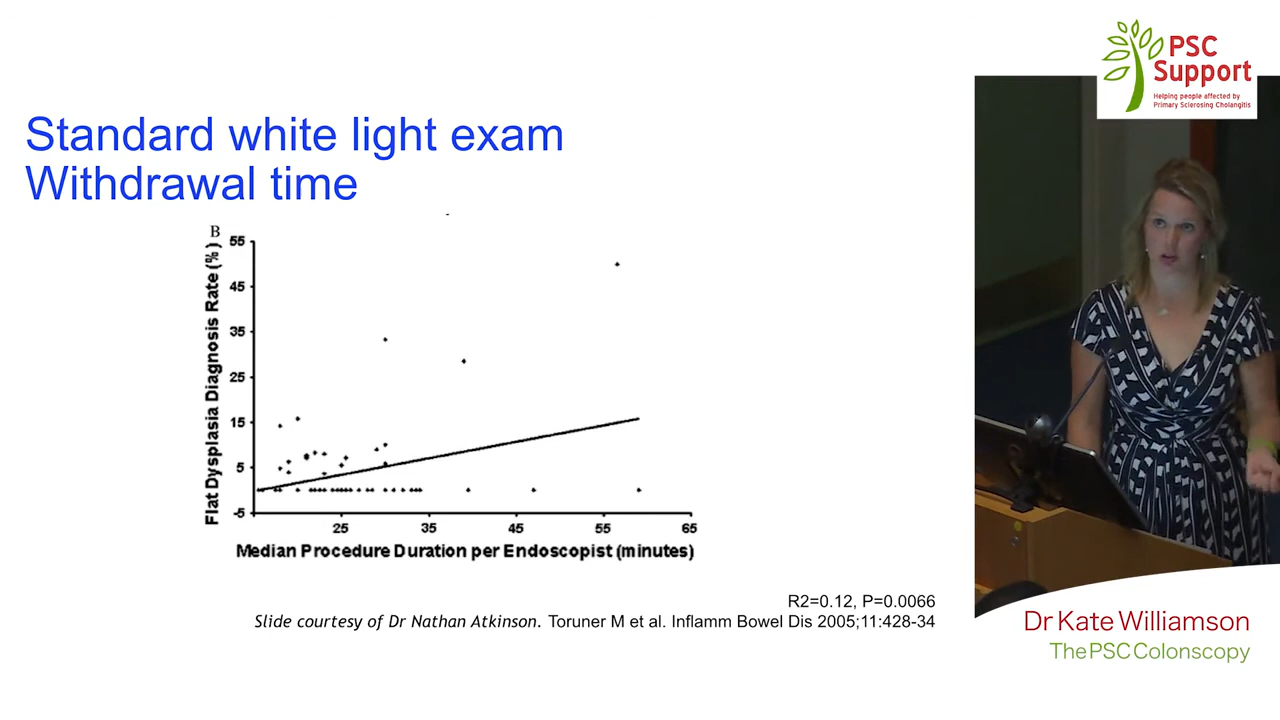 PSC
Support
Helping people affected by
Primary Sclerosing Cholangitis
Standard white light exam
Withdrawal time
B
Flat Dysplasia Diagnosis Rate (%)
55
45
35
25
15
5
-5
25
35
45
55
65
Median Procedure Duration per Endoscopist (minutes)
R2=0.12, P=0.0066
Slide courtesy of Dr Nathan Atkinson. Toruner M et al. Inflamm Bowel Dis 2005;11:428-34
Dr Kate Williamson
The PSC Colonscopy